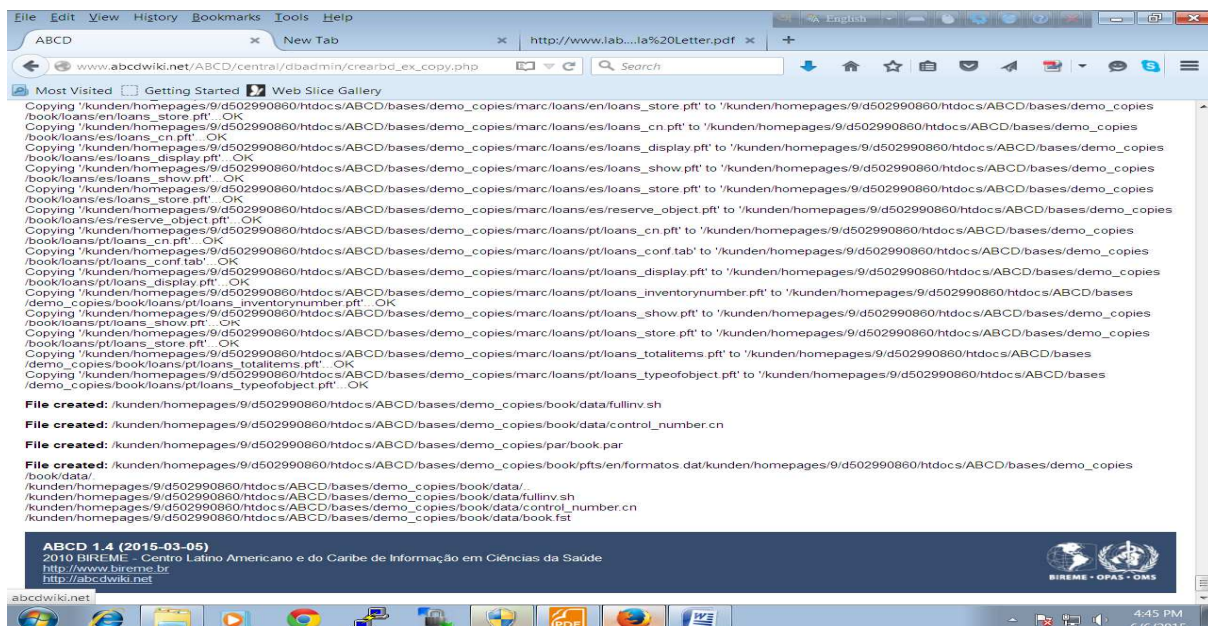 File Edit View History Bookmarks Tools Help
English
ABCD
New Tab
http://www.lab....la%20Letter.pdf
www.abcdwiki.net/ABCD/central/dbadmin/crearbd_ex_copy.php
Search
Most Visited Getting Started Web Slice Gallery
Copying '/kunden/homepages/9/d502990860/htdocs/ABCD/bases/demo_copies/marc/loans/en/loans_store.pft' to '/kunden/homepages/9/d502990860/htdocs/ABCD/bases/demo_copies
/book/loans/en/loans_store.pft'...OK
Copying '/kunden/homepages/9/d502990860/htdocs/ABCD/bases/demo_copies/marc/loans/es/loans_cn.pft' to '/kunden/homepages/9/d502990860/htdocs/ABCD/bases/demo_copies
/book/loans/es/loans_cn.pft'...OK
Copying '/kunden/homepages/9/d502990860/htdocs/ABCD/bases/demo_copies/marc/loans/es/loans_display.pft' to '/kunden/homepages/9/d502990860/htdocs/ABCD/bases/demo_copies
/book/loans/es/loans_display.pft'...OK
Copying '/kunden/homepages/9/d502990860/htdocs/ABCD/bases/demo_copies/marc/loans/es/loans_show.pft' to '/kunden/homepages/9/d502990860/htdocs/ABCD/bases/demo_copies
/book/loans/es/loans_show.pft'...OK
Copying '/kunden/homepages/9/d502990860/htdocs/ABCD/bases/demo_copies/marc/loans/es/loans_store.pft' to '/kunden/homepages/9/d502990860/htdocs/ABCD/bases/demo_copies
/book/loans/es/loans_store.pft'...OK
Copying '/kunden/homepages/9/d502990860/htdocs/ABCD/bases/demo_copies/marc/loans/es/reserve_object.pft' to '/kunden/homepages/9/d502990860/htdocs/ABCD/bases/demo_copies
/book/loans/es/reserve_object.pft'...OK
Copying '/kunden/homepages/9/d502990860/htdocs/ABCD/bases/demo_copies/marc/loans/pt/loans_cn.pft' to '/kunden/homepages/9/d502990860/htdocs/ABCD/bases/demo_copies
/book/loans/pt/loans_cn.pft'...OK
Copying '/kunden/homepages/9/d502990860/htdocs/ABCD/bases/demo_copies/marc/loans/pt/loans_conf.tab' to '/kunden/homepages/9/d502990860/htdocs/ABCD/bases/demo_copies
/book/loans/pt/loans_conf.tab'...OK
Copying '/kunden/homepages/9/d502990860/htdocs/ABCD/bases/demo_copies/marc/loans/pt/loans_display.pft' to '/kunden/homepages/9/d502990860/htdocs/ABCD/bases/demo_copies
/book/loans/pt/loans_display.pft'...OK
Copying '/kunden/homepages/9/d502990860/htdocs/ABCD/bases/demo_copies/marc/loans/pt/loans_inventorynumber.pft' to '/kunden/homepages/9/d502990860/htdocs/ABCD/bases
/demo_copies/book/loans/pt/loans_inventorynumber.pft'...OK
Copying '/kunden/homepages/9/d502990860/htdocs/ABCD/bases/demo_copies/marc/loans/pt/loans_show.pft' to '/kunden/homepages/9/d502990860/htdocs/ABCD/bases/demo_copies
/book/loans/pt/loans_show.pft'...OK
Copying '/kunden/homepages/9/d502990860/htdocs/ABCD/bases/demo_copies/marc/loans/pt/loans_store.pft' to '/kunden/homepages/9/d502990860/htdocs/ABCD/bases/demo_copies
/book/loans/pt/loans_store.pft'...OK
Copying '/kunden/homepages/9/d502990860/htdocs/ABCD/bases/demo_copies/marc/loans/pt/loans_totalitems.pft' to '/kunden/homepages/9/d502990860/htdocs/ABCD/bases
/demo_copies/book/loans/pt/loans_totalitems.pft'...OK
Copying '/kunden/homepages/9/d502990860/htdocs/ABCD/bases/demo_copies/marc/loans/pt/loans_typeofobject.pft' to '/kunden/homepages/9/d502990860/htdocs/ABCD/bases
/demo_copies/book/loans/pt/loans_typeofobject.pft'...OK
File created: /kunden/homepages/9/d502990860/htdocs/ABCD/bases/demo_copies/book/data/fullinv.sh
File created: /kunden/homepages/9/d502990860/htdocs/ABCD/bases/demo_copies/book/data/control_number.cn
File created: /kunden/homepages/9/d502990860/htdocs/ABCD/bases/demo_copies/par/book.par
File created: /kunden/homepages/9/d502990860/htdocs/ABCD/bases/demo_copies/book/pfts/en/formatos.dat/kunden/homepages/9/d502990860/htdocs/ABCD/bases/demo_copies
/book/data/.
/kunden/homepages/9/d502990860/htdocs/ABCD/bases/demo_copies/book/data/..
/kunden/homepages/9/d502990860/htdocs/ABCD/bases/demo_copies/book/data/fullinv.sh
/kunden/homepages/9/d502990860/htdocs/ABCD/bases/demo_copies/book/data/control_number.cn
/kunden/homepages/9/d502990860/htdocs/ABCD/bases/demo_copies/book/data/book.fst
ABCD 1.4 (2015-03-05)
2010 BIREME - Centro Latino Americano e do Caribe de Informação em Ciências da Saúde
http://www.bireme.br
http://abcdwiki.net
BIREME • OPAS • OMS
abcdwiki.net
PDF
4:45 PM
6/6/2015